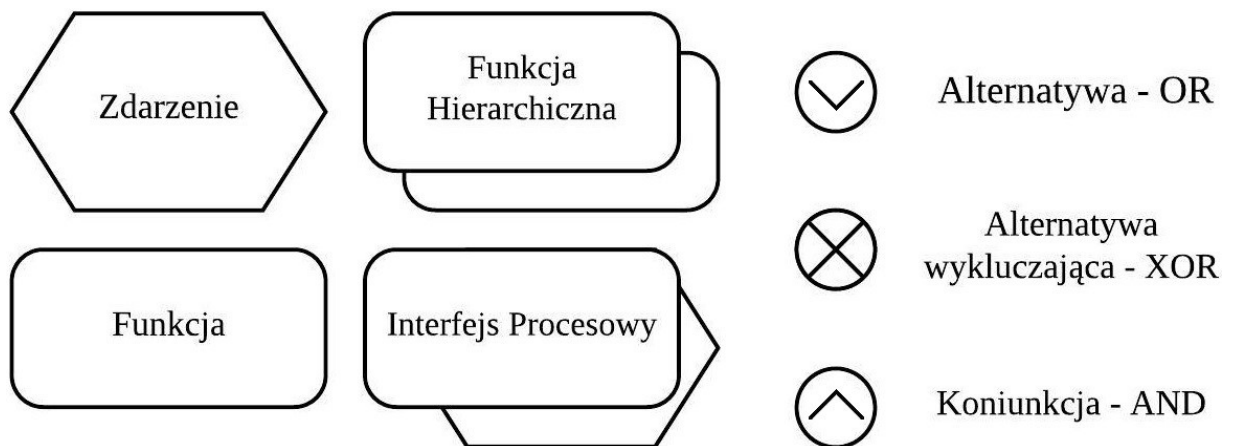 Zdarzenie
Funkcja
Hierarchiczna
Alternatywa - OR
Alternatywa
wykluczająca - XOR
Funkcja
Interfejs Procesowy
Koniunkcja - AND